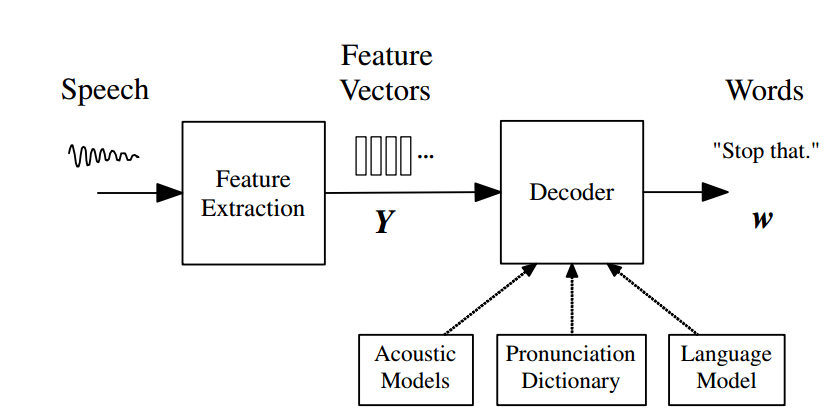 Speech
Feature
Vectors
Words
Feature
Extraction
...
Y
Decoder
"Stop that."
w
Acoustic
Models
Pronunciation
Dictionary
Language
Model